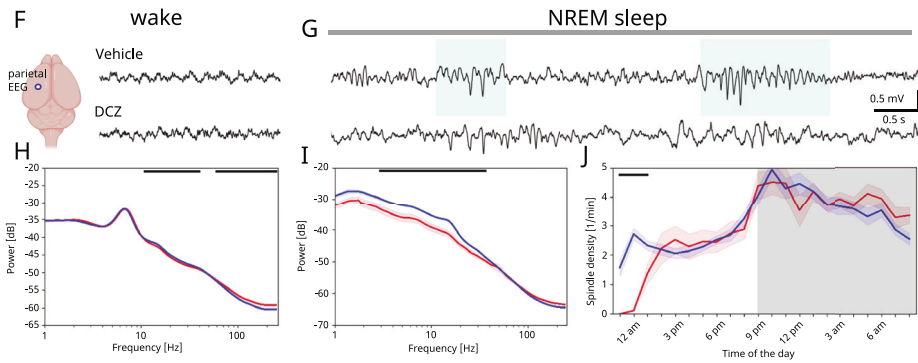 F
wake
G
NREM sleep
Vehicle
parietal
EEG
DCZ
0.5 mV
0.5 s
H
-20
-25
-30
-35
-40
-45
-50
-55
-60
-65
Power [dB]
1
10
100
Frequency [Hz]
I
-20
-30
-40
-50
-60
-70
Power [dB]
1
10
100
Frequency [Hz]
J
5
4
3
2
1
0
Spindle density [1/min]
12 am
3 pm
6 pm
9 pm
12 pm
3 am
6 am
Time of the day